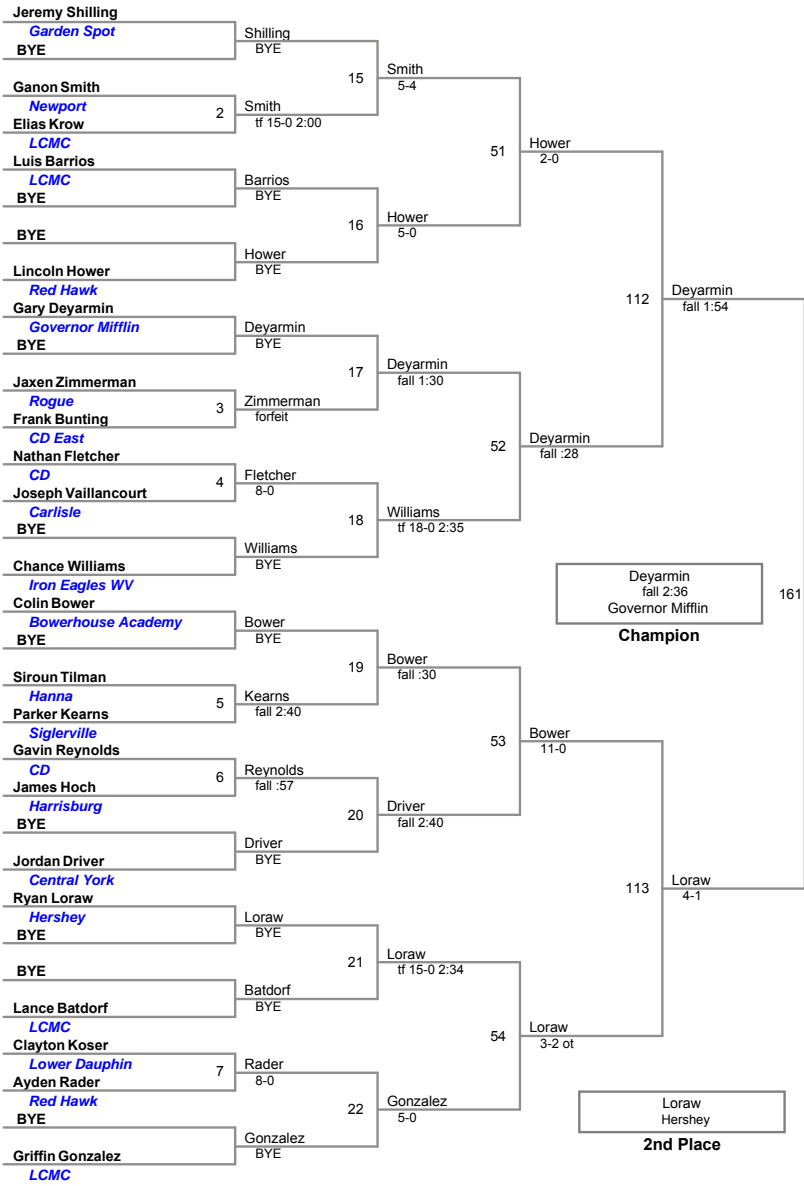 Jeremy Shilling
Garden Spot
BYE
Ganon Smith
Newport
Elias Krow
LCMC
Luis Barrios
LCMC
BYE
BYE
Lincoln Hower
Red Hawk
Gary Deyarmin
Governor Mifflin
BYE
Jaxen Zimmerman
Rogue
Frank Bunting
CD East
Nathan Fletcher
CD
Joseph Vaillancourt
Carlisle
BYE
Chance Williams
Iron Eagles WV
Colin Bower
Bowerhouse Academy
BYE
Siroun Tilman
Hanna
Parker Kearns
Siglerville
Gavin Reynolds
CD
James Hoch
Harrisburg
BYE
Jordan Driver
Central York
Ryan Loraw
Hershey
BYE
BYE
Lance Batdorf
LCMC
Clayton Koser
Lower Dauphin
Ayden Rader
Red Hawk
BYE
Griffin Gonzalez
LCMC
2
3
4
5
6
7
Shilling
BYE
Smith
tf 15-0 2:00
Barrios
BYE
Hower
BYE
Deyarmin
BYE
Zimmerman
forfeit
Fletcher
8-0
Williams
BYE
Bower
BYE
Kearns
fall 2:40
Reynolds
fall :57
Driver
BYE
Loraw
BYE
Batdorf
BYE
Rader
8-0
Gonzalez
BYE
15
16
17
18
19
20
21
22
Smith
5-4
Hower
5-0
Deyarmin
fall 1:30
Williams
tf 18-0 2:35
Bower
fall :30
Driver
fall 2:40
Loraw
tf 15-0 2:34
Gonzalez
5-0
51
52
53
54
Hower
2-0
Deyarmin
fall :28
Bower
11-0
Loraw
3-2 ot
112
113
Deyarmin
fall 1:54
Loraw
4-1
161
Deyarmin
fall 2:36
Governor Mifflin
Champion
Loraw
Hershey
2nd Place